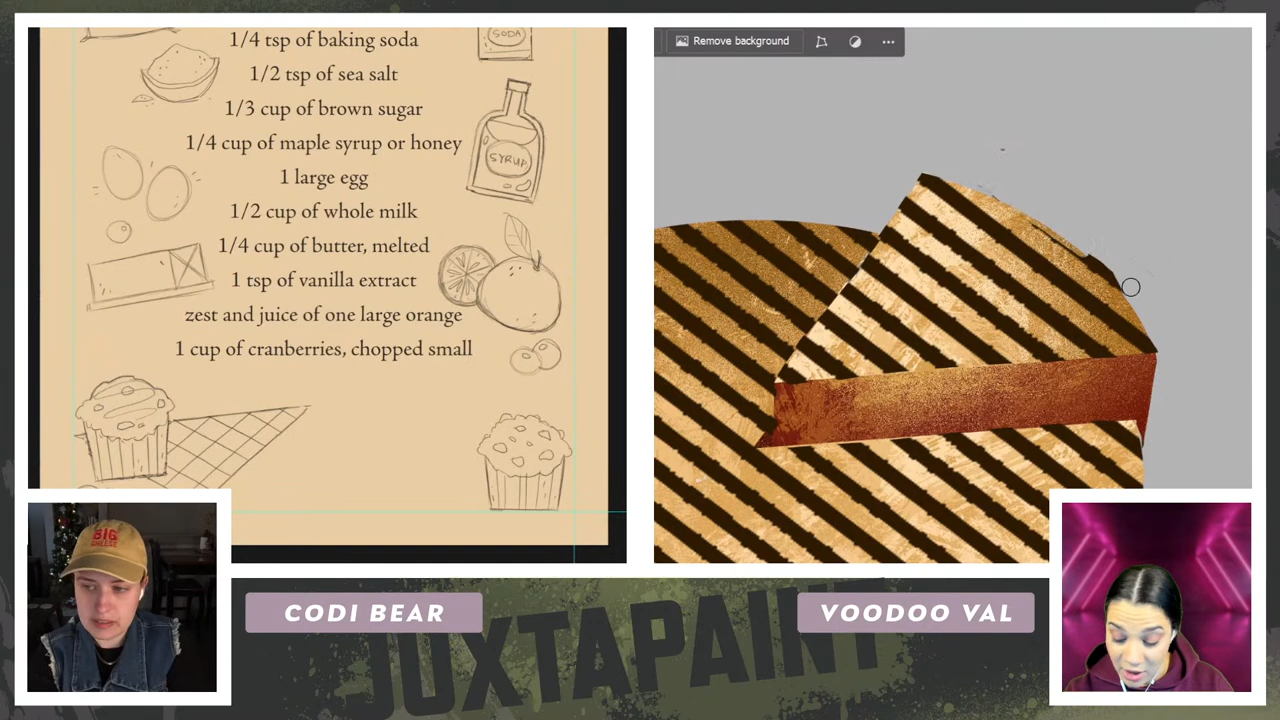 1/4 tsp of baking soda
SODA
1/2 tsp of sea salt
1/3 cup of brown sugar
1/4 cup of maple syrup or honey
SYRUP
1 large egg
1/2 cup of whole milk
1/4 cup of butter, melted
1 tsp of vanilla extract
zest and juice of one large orange
1 cup of cranberries, chopped small
Remove background
BIG
CHEESE
CODI BEAR
VOODOO VAL
JUXTAPAINT